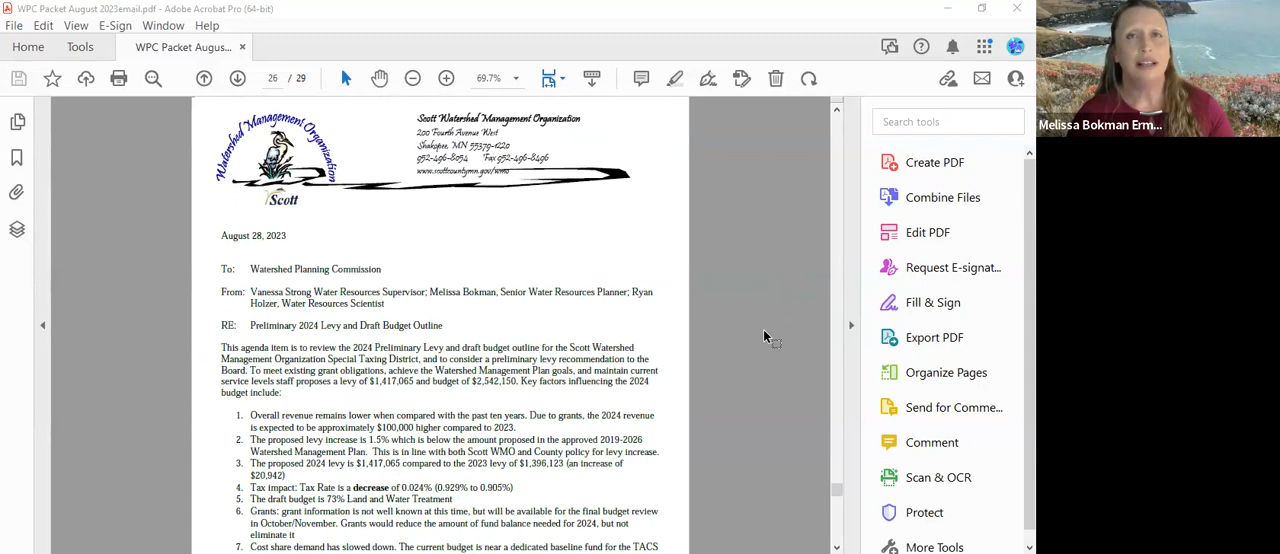 WPC Packet August 2023email.pdf - Adobe Acrobat Pro (64-bit)
File Edit View E-Sign Window Help
Home Tools WPC Packet Augus... ×
26 / 29 69.7%
Search tools
Create PDF
Combine Files
Edit PDF
Request E-signat...
Fill & Sign
Export PDF
Organize Pages
Send for Comme...
Comment
Scan & OCR
Protect
More Tools
Melissa Bokman Erm...
Watershed Management Organization
Scott
Scott Watershed Management Organization
200 Fourth Avenue West
Shakopee, MN 55379-1220
952-496-8054 Fax 952-496-8496
www.scottcountymn.gov/wmo
August 28, 2023
To: Watershed Planning Commission
From: Vanessa Strong Water Resources Supervisor; Melissa Bokman, Senior Water Resources Planner; Ryan
Holzer, Water Resources Scientist
RE: Preliminary 2024 Levy and Draft Budget Outline
This agenda item is to review the 2024 Preliminary Levy and draft budget outline for the Scott Watershed
Management Organization Special Taxing District, and to consider a preliminary levy recommendation to the
Board. To meet existing grant obligations, achieve the Watershed Management Plan goals, and maintain current
service levels staff proposes a levy of $1,417,065 and budget of $2,542,150. Key factors influencing the 2024
budget include:
1. Overall revenue remains lower when compared with the past ten years. Due to grants, the 2024 revenue
is expected to be approximately $100,000 higher compared to 2023.
2. The proposed levy increase is 1.5% which is below the amount proposed in the approved 2019-2026
Watershed Management Plan. This is in line with both Scott WMO and County policy for levy increase.
3. The proposed 2024 levy is $1,417,065 compared to the 2023 levy of $1,396,123 (an increase of
$20,942)
4. Tax impact: Tax Rate is a decrease of 0.024% (0.929% to 0.905%)
5. The draft budget is 73% Land and Water Treatment
6. Grants: grant information is not well known at this time, but will be available for the final budget review
in October/November. Grants would reduce the amount of fund balance needed for 2024, but not
eliminate it
7. Cost share demand has slowed down. The current budget is near a dedicated baseline fund for the TACS